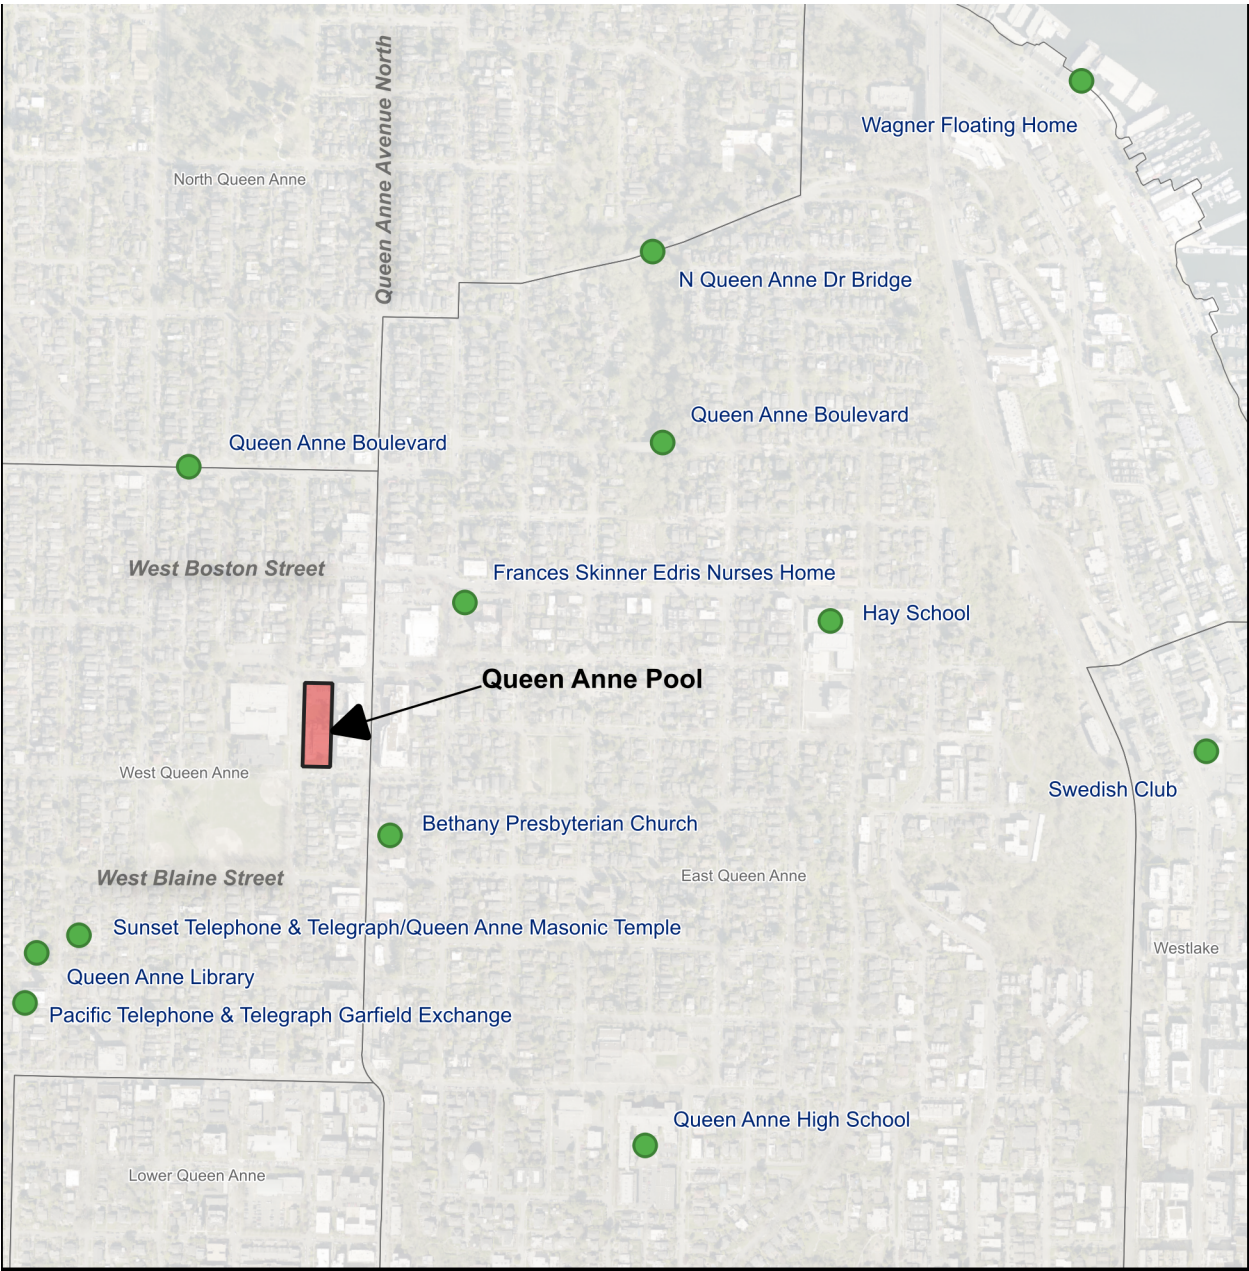 Queen Anne Avenue North
Wagner Floating Home
North Queen Anne
N Queen Anne Dr Bridge
Queen Anne Boulevard
Queen Anne Boulevard
West Boston Street
Frances Skinner Edris Nurses Home
Hay School
Queen Anne Pool
West Queen Anne
Swedish Club
Bethany Presbyterian Church
East Queen Anne
West Blaine Street
Sunset Telephone & Telegraph/Queen Anne Masonic Temple
Westlake
Queen Anne Library
Pacific Telephone & Telegraph Garfield Exchange
Queen Anne High School
Lower Queen Anne